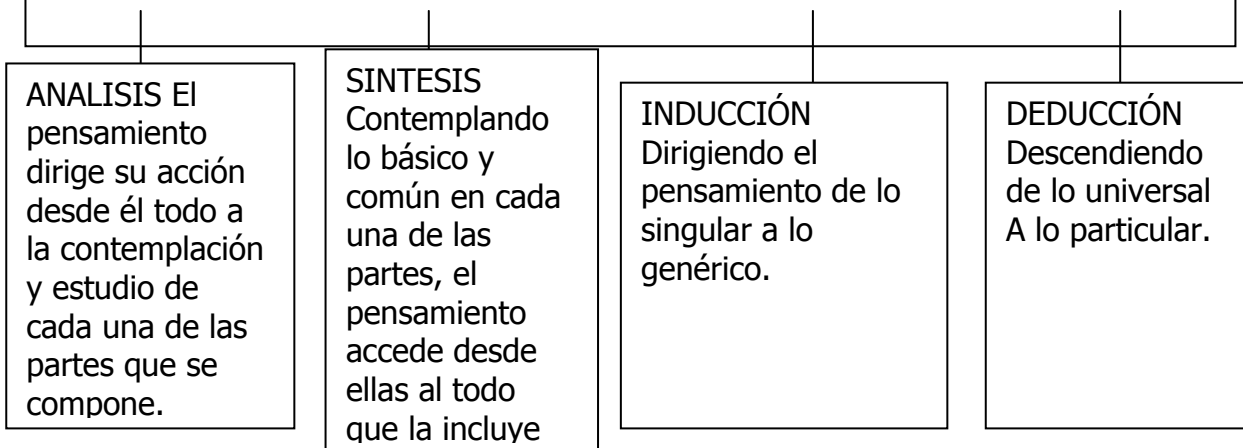 ANALISIS El
pensamiento
dirige su acción
desde él todo a
la contemplación
y estudio de
cada una de las
partes que se
compone.
SINTESIS
Contemplando
lo básico y
común en cada
una de las
partes, el
pensamiento
accede desde
ellas al todo
que la incluye
INDUCCIÓN
Dirigiendo el
pensamiento de lo
singular a lo
genérico.
DEDUCCIÓN
Descendiendo
de lo universal
A lo particular.